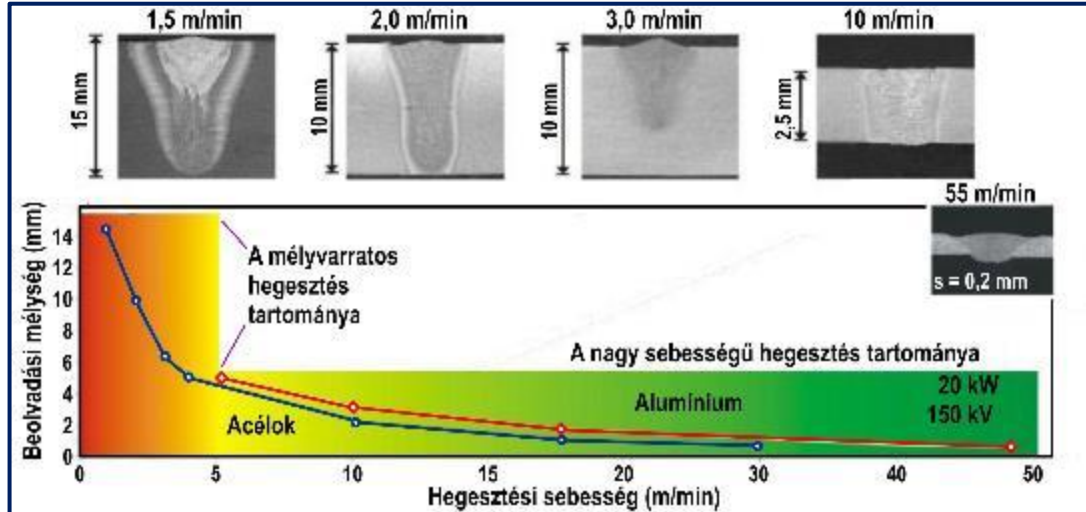 1,5 m/min
2,0 m/min
3,0 m/min
10 m/min
15 mm
10 mm
10 mm
2,5 mm
55 m/min
s = 0,2 mm
Beolvadási mélység (mm)
14
12
10
8
6
4
2
0
A mélyvarratos
hegesztés
tartománya
A nagy sebességű hegesztés tartománya
20 kW
150 kV
Acélok
Alumínium
0 5 10 15 20 30 40 50
Hegesztési sebesség (m/min)